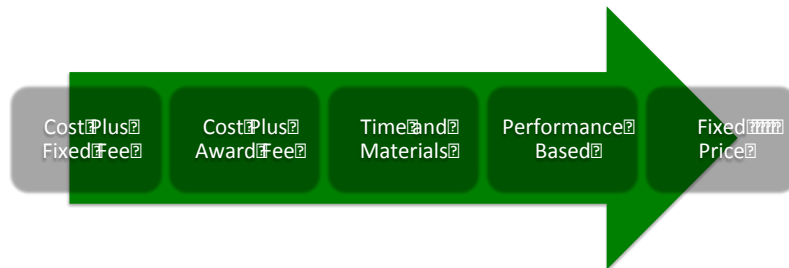 Cost Plus
Fixed Fee
Cost Plus
Award Fee
Time and
Materials
Performance
Based
Fixed
Price